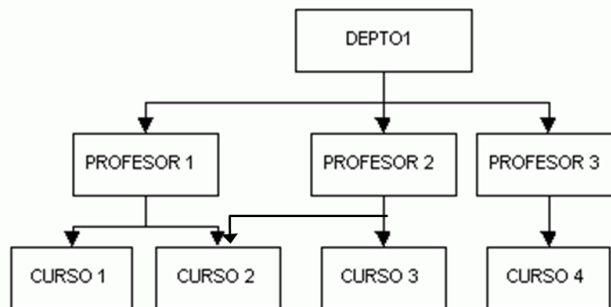 DEPTO1
PROFESOR 1
PROFESOR 2
PROFESOR 3
CURSO 1
CURSO 2
CURSO 3
CURSO 4